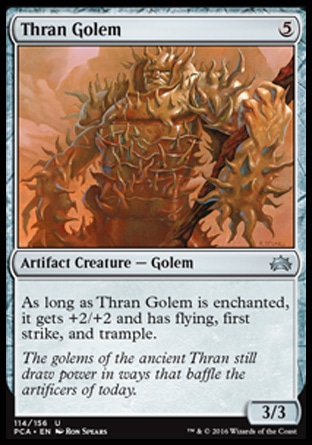 Thran Golem 5
Artifact Creature — Golem
As long as Thran Golem is enchanted,
it gets +2/+2 and has flying, first
strike, and trample.
The golems of the ancient Thran still
draw power in ways that baffle the
artificers of today.
3/3
114/156 U
PCA • EN Ron Spears ™ & © 2016 Wizards of the Coast